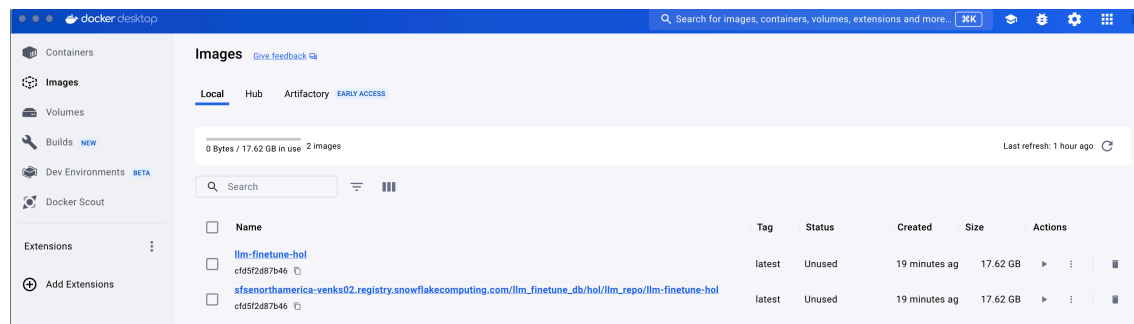 docker desktop
Search for images, containers, volumes, extensions and more... ⌘K
Containers
Images
Volumes
Builds NEW
Dev Environments BETA
Docker Scout
Extensions
Add Extensions
Images Give feedback
Local Hub Artifactory EARLY ACCESS
0 Bytes / 17.62 GB in use 2 images Last refresh: 1 hour ago
Search
Name Tag Status Created Size Actions
llm-finetune-hol
cfd5f2d87b46
latest Unused 19 minutes ag 17.62 GB
sfsenorthamerica-venks02.registry.snowflakecomputing.com/llm_finetune_db/hol/llm_repo/llm-finetune-hol
cfd5f2d87b46
latest Unused 19 minutes ag 17.62 GB